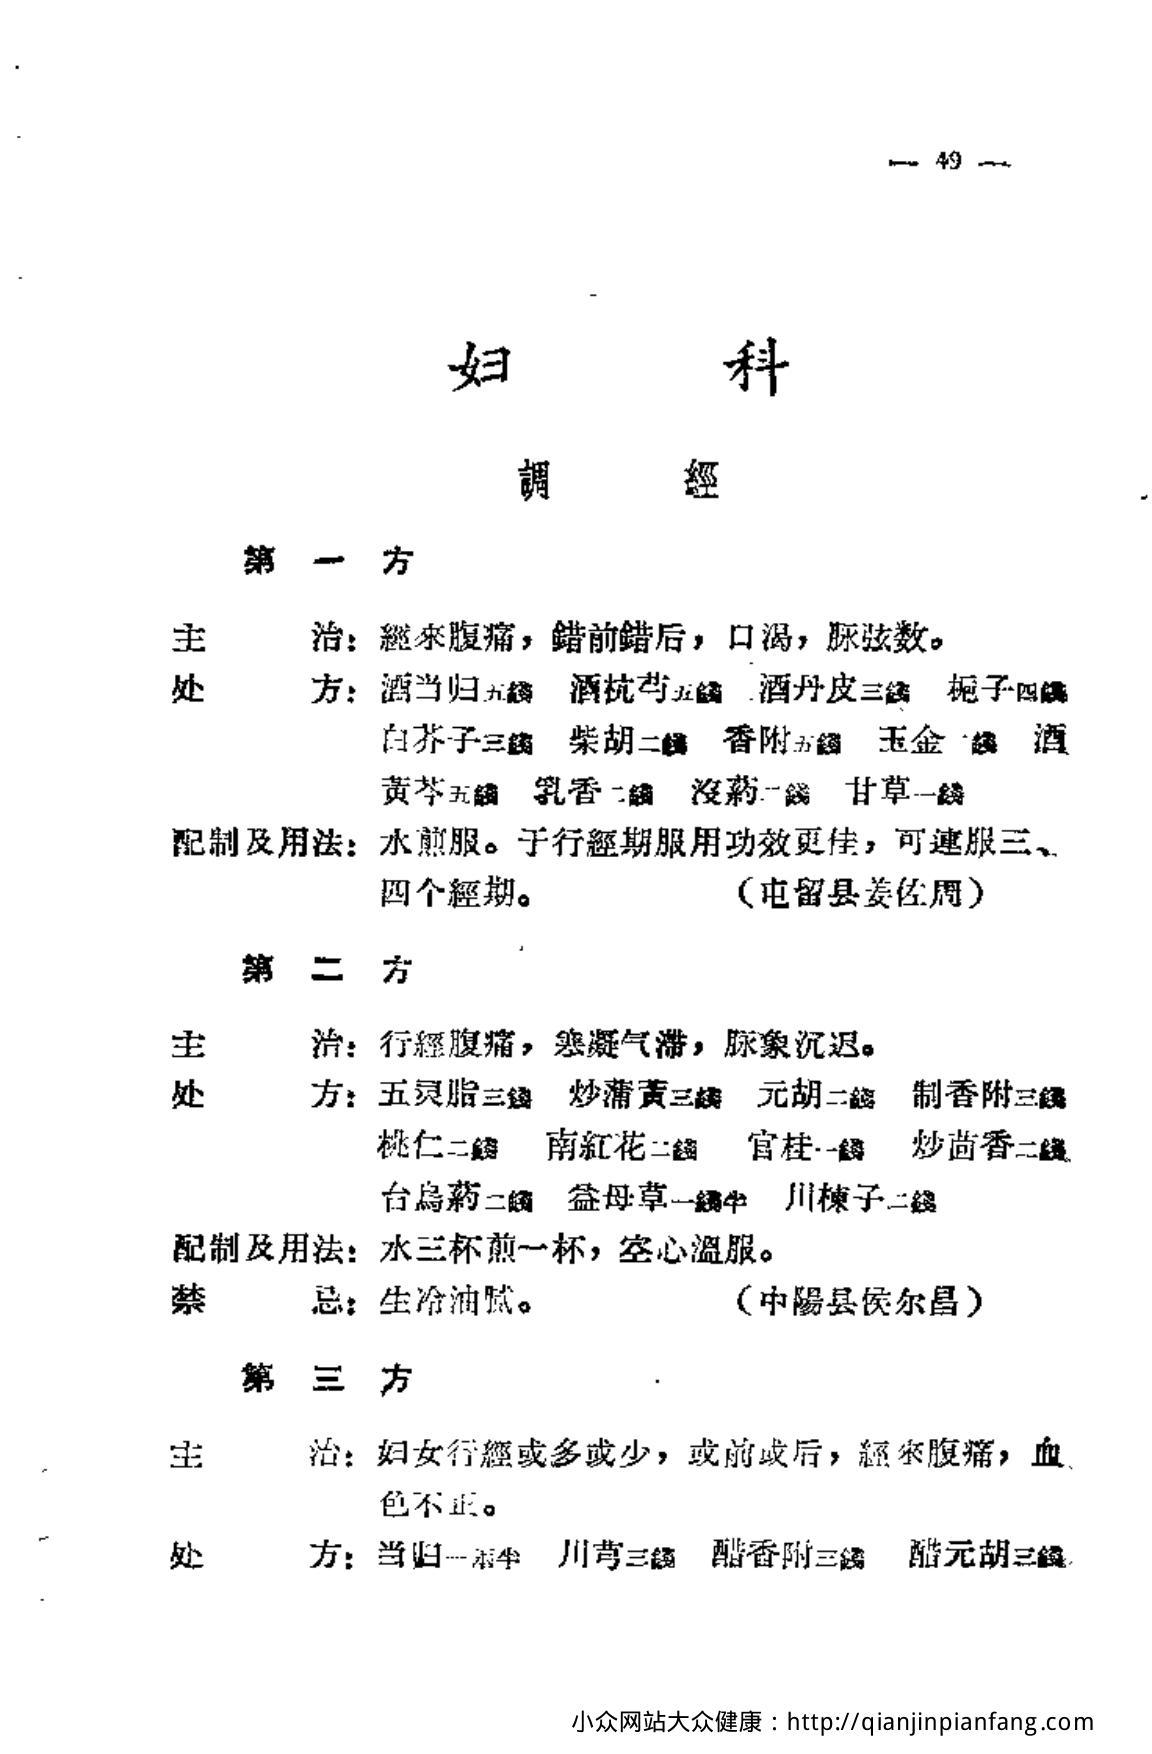 — 49 —
妇 科
調 經
第 一 方
主 治：經來腹痛，錯前錯后，口渴，脉弦数。
处 方：酒当归五錢 酒杭芍五錢 酒丹皮三錢 梔子四錢
白芥子三錢 柴胡二錢 香附五錢 玉金一錢 酒
黃芩五錢 乳香二錢 沒葯二錢 甘草一錢
配制及用法：水煎服。于行經期服用功效更佳，可連服三、
四个經期。 （屯留县姜佐周）
第 二 方
主 治：行經腹痛，寒凝气滯，脉象沉迟。
处 方：五灵脂三錢 炒蒲黃三錢 元胡二錢 制香附三錢
桃仁二錢 南紅花二錢 官桂一錢 炒茴香二錢
台烏葯二錢 益母草一錢半 川楝子二錢
配制及用法：水三杯煎一杯，空心溫服。
禁 忌：生冷油膩。 （中陽县侯尔昌）
第 三 方
主 治：妇女行經或多或少，或前或后，經來腹痛，血
色不正。
处 方：当归一兩半 川芎三錢 醋香附三錢 醋元胡三錢
小众网站大众健康：http://qianjinpianfang.com